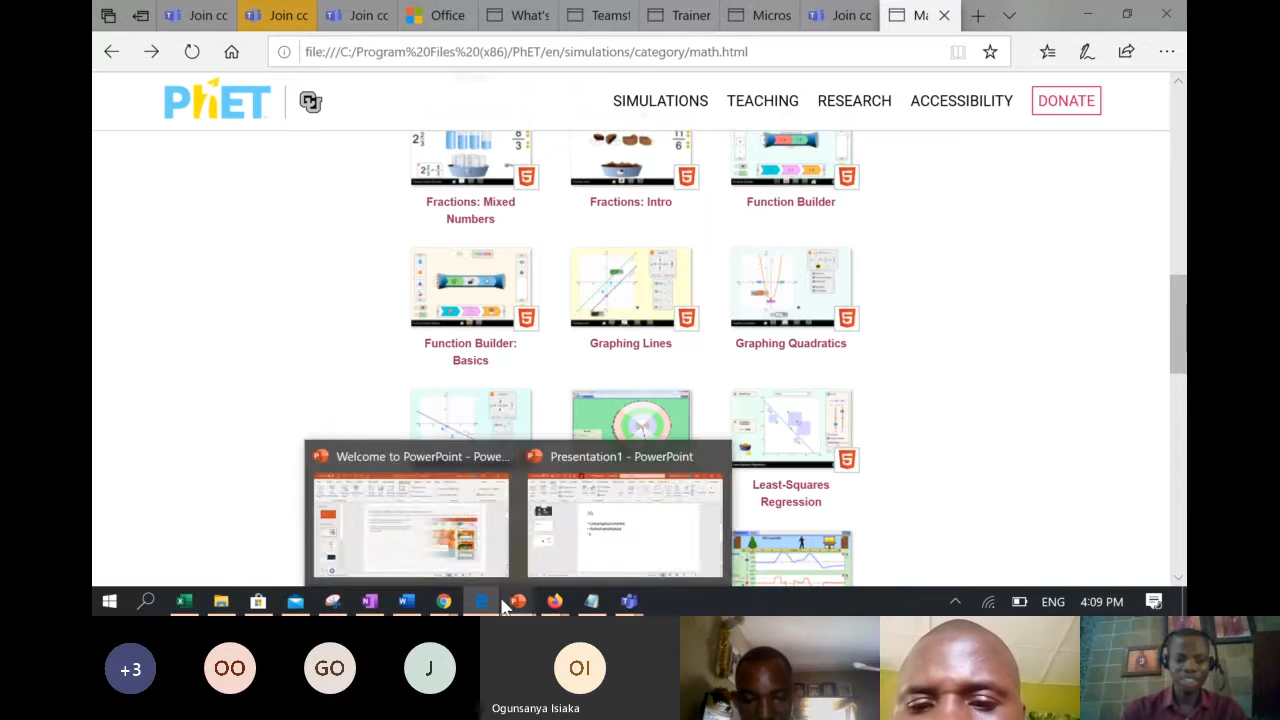 Join cc
Join cc
Join cc
Office
What's
Teams!
Trainer
Micros
Join cc
Ma
file:///C:/Program%20Files%20(x86)/PhET/en/simulations/category/math.html
PhET
SIMULATIONS
TEACHING
RESEARCH
ACCESSIBILITY
DONATE
Fractions: Mixed
Numbers
Fractions: Intro
Function Builder
Function Builder:
Basics
Graphing Lines
Graphing Quadratics
Least-Squares
Regression
Welcome to PowerPoint - Powe...
Presentation1 - PowerPoint
ENG
4:09 PM
+3
OO
GO
J
OI
Ogunsanya Isiaka